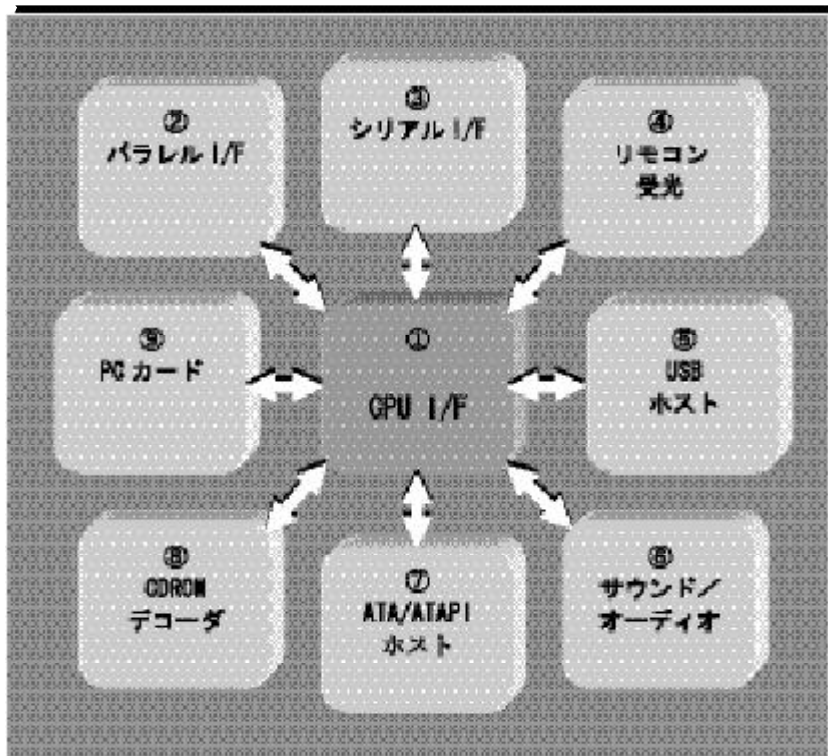 ①
CPU I/F
②
パラレル I/F
③
シリアル I/F
④
リモコン
受光
⑤
USB
ホスト
⑥
サウンド／
オーディオ
⑦
ATA/ATAPI
ホスト
⑧
CDROM
デコーダ
⑨
PCカード